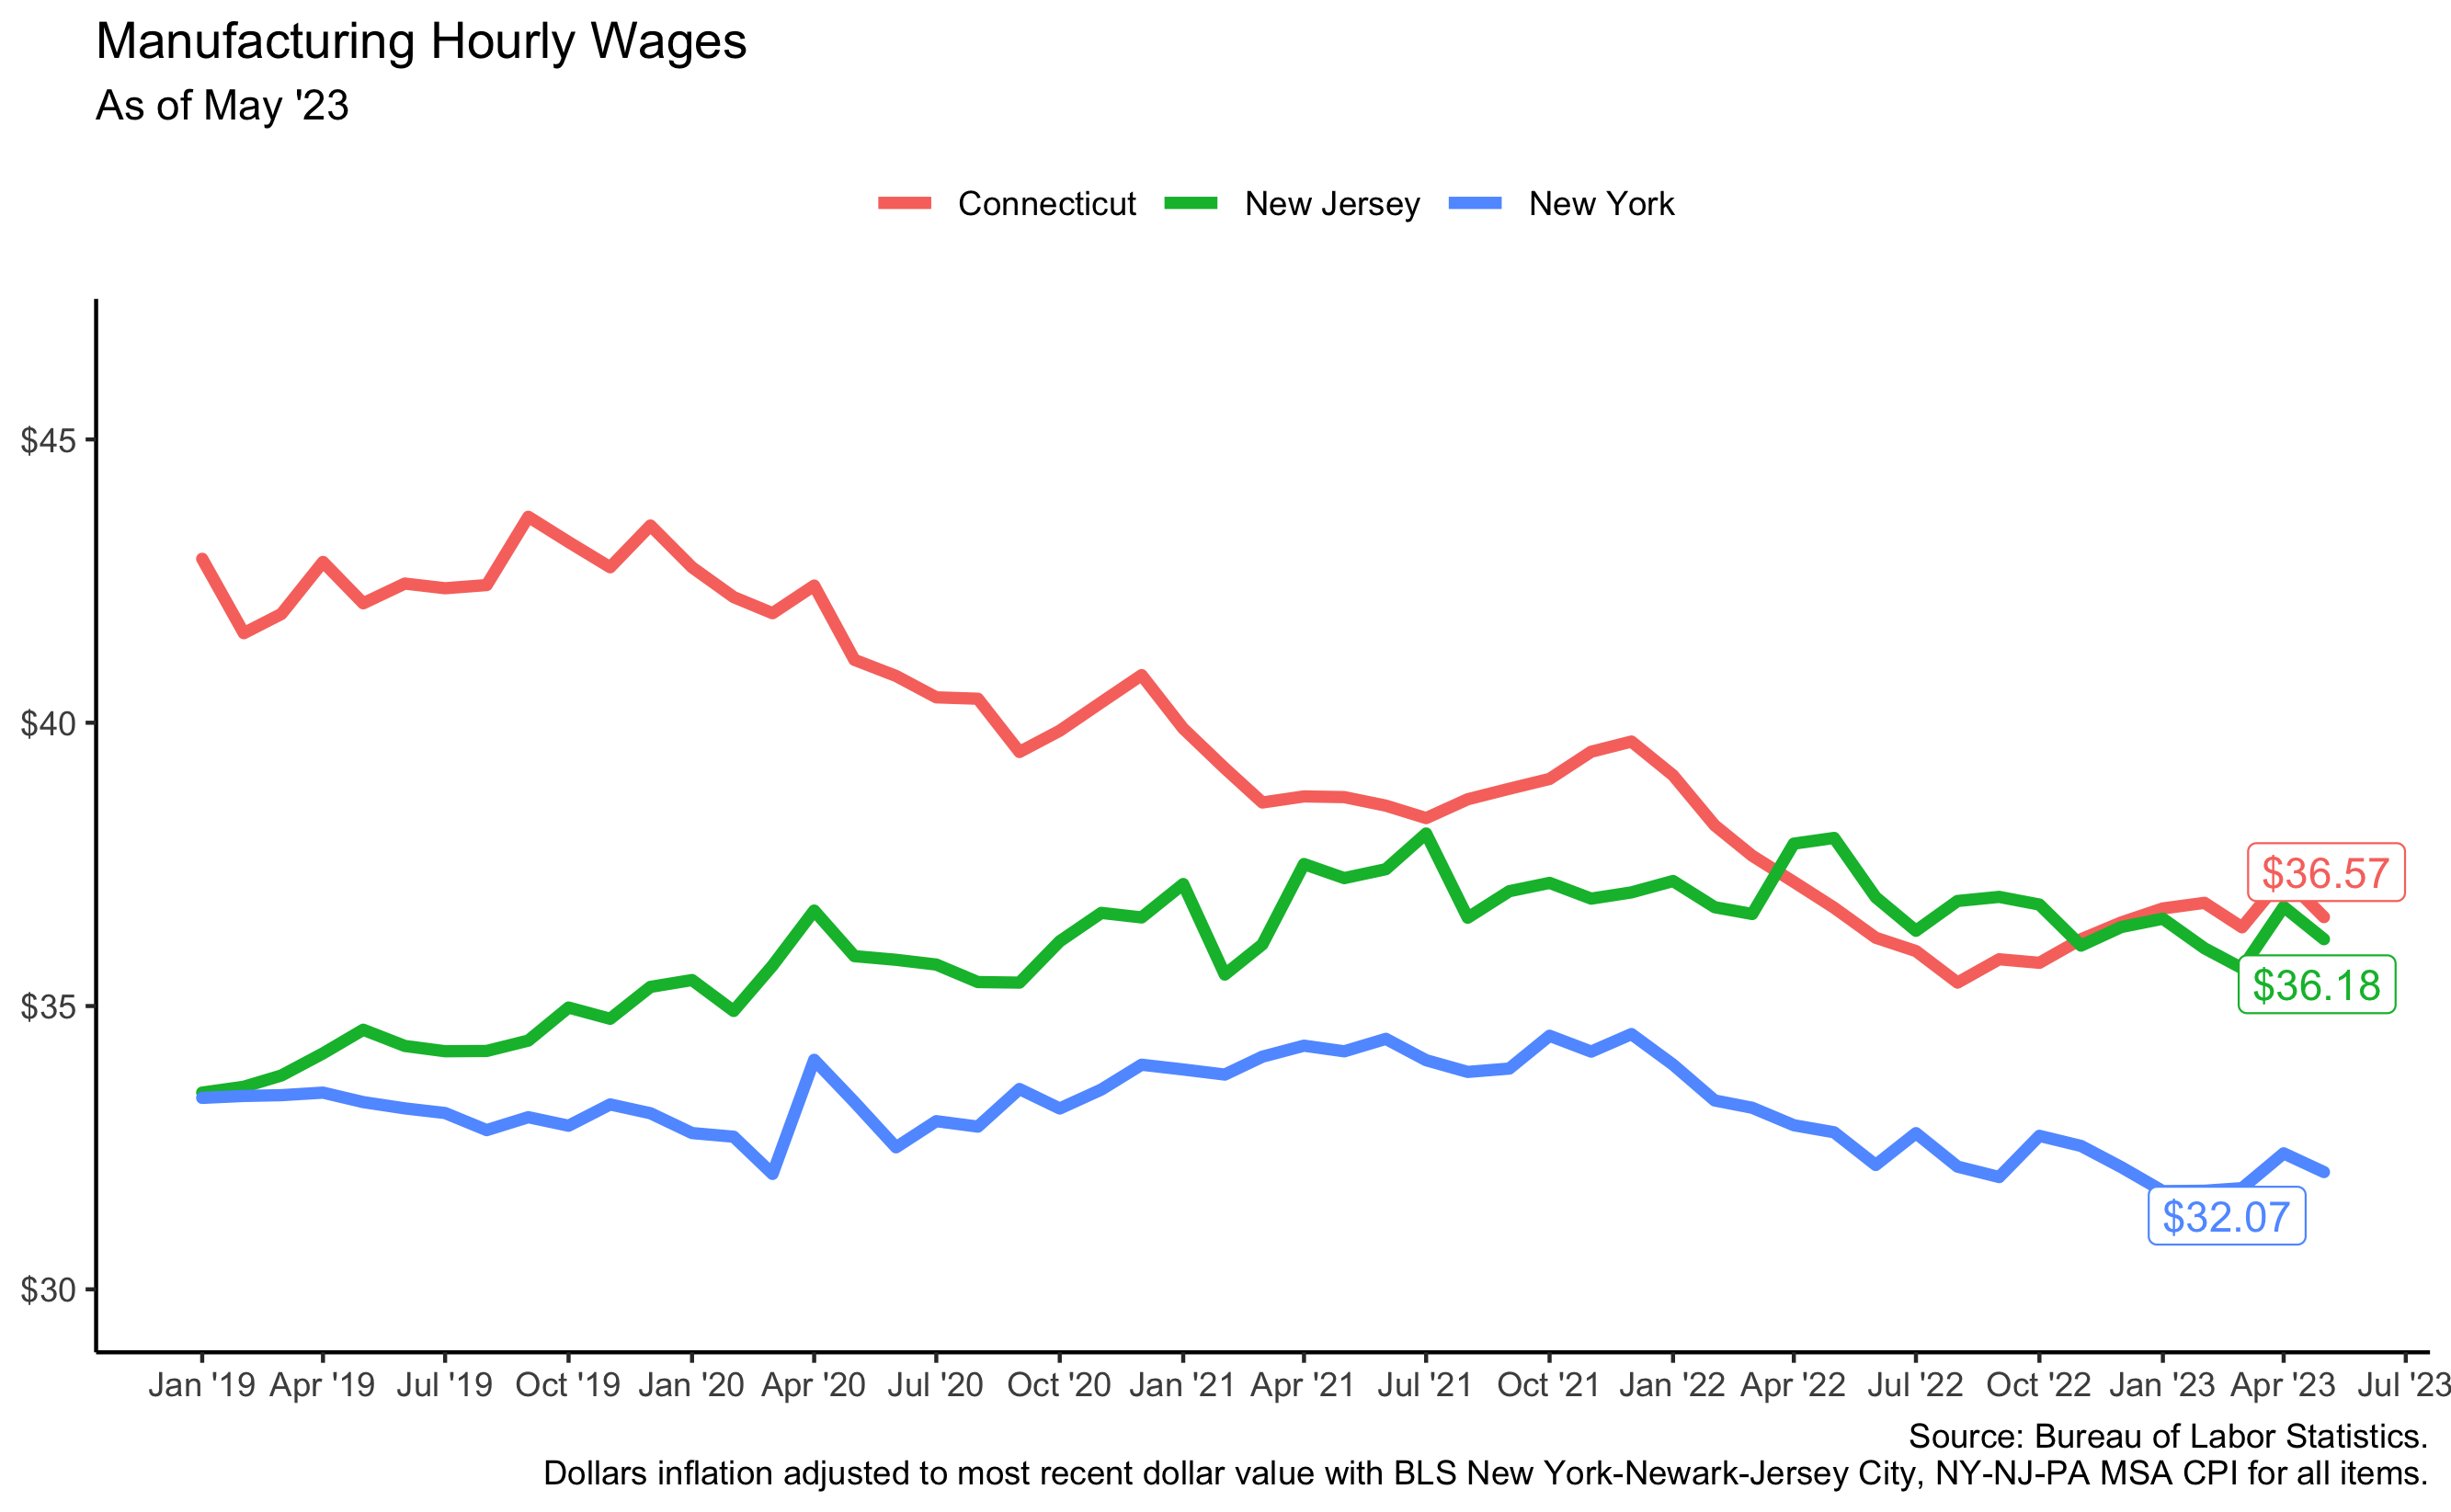 Manufacturing Hourly Wages
As of May '23
Connecticut New Jersey New York
$45
$40
$35
$30
$36.57
$36.18
$32.07
Jan '19 Apr '19 Jul '19 Oct '19 Jan '20 Apr '20 Jul '20 Oct '20 Jan '21 Apr '21 Jul '21 Oct '21 Jan '22 Apr '22 Jul '22 Oct '22 Jan '23 Apr '23 Jul '23
Source: Bureau of Labor Statistics.
Dollars inflation adjusted to most recent dollar value with BLS New York-Newark-Jersey City, NY-NJ-PA MSA CPI for all items.